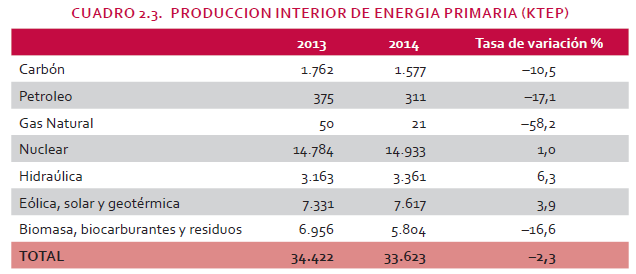 CUADRO 2.3. PRODUCCION INTERIOR DE ENERGIA PRIMARIA (KTEP)
2013 2014 Tasa de variación %
Carbón 1.762 1.577 –10,5
Petroleo 375 311 –17,1
Gas Natural 50 21 –58,2
Nuclear 14.784 14.933 1,0
Hidraúlica 3.163 3.361 6,3
Eólica, solar y geotérmica 7.331 7.617 3,9
Biomasa, biocarburantes y residuos 6.956 5.804 –16,6
TOTAL 34.422 33.623 –2,3